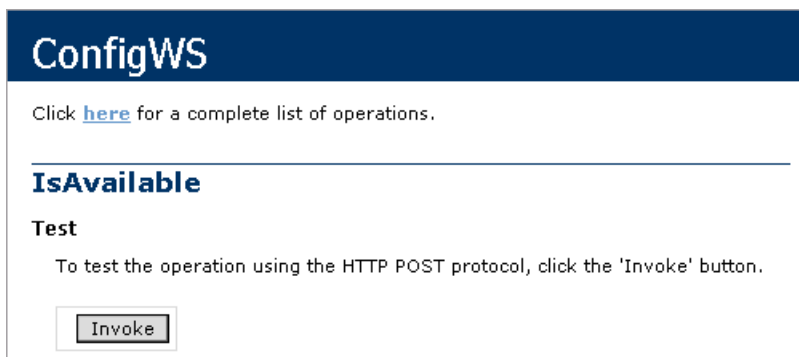 ConfigWS
Click here for a complete list of operations.
IsAvailable
Test
To test the operation using the HTTP POST protocol, click the 'Invoke' button.
Invoke